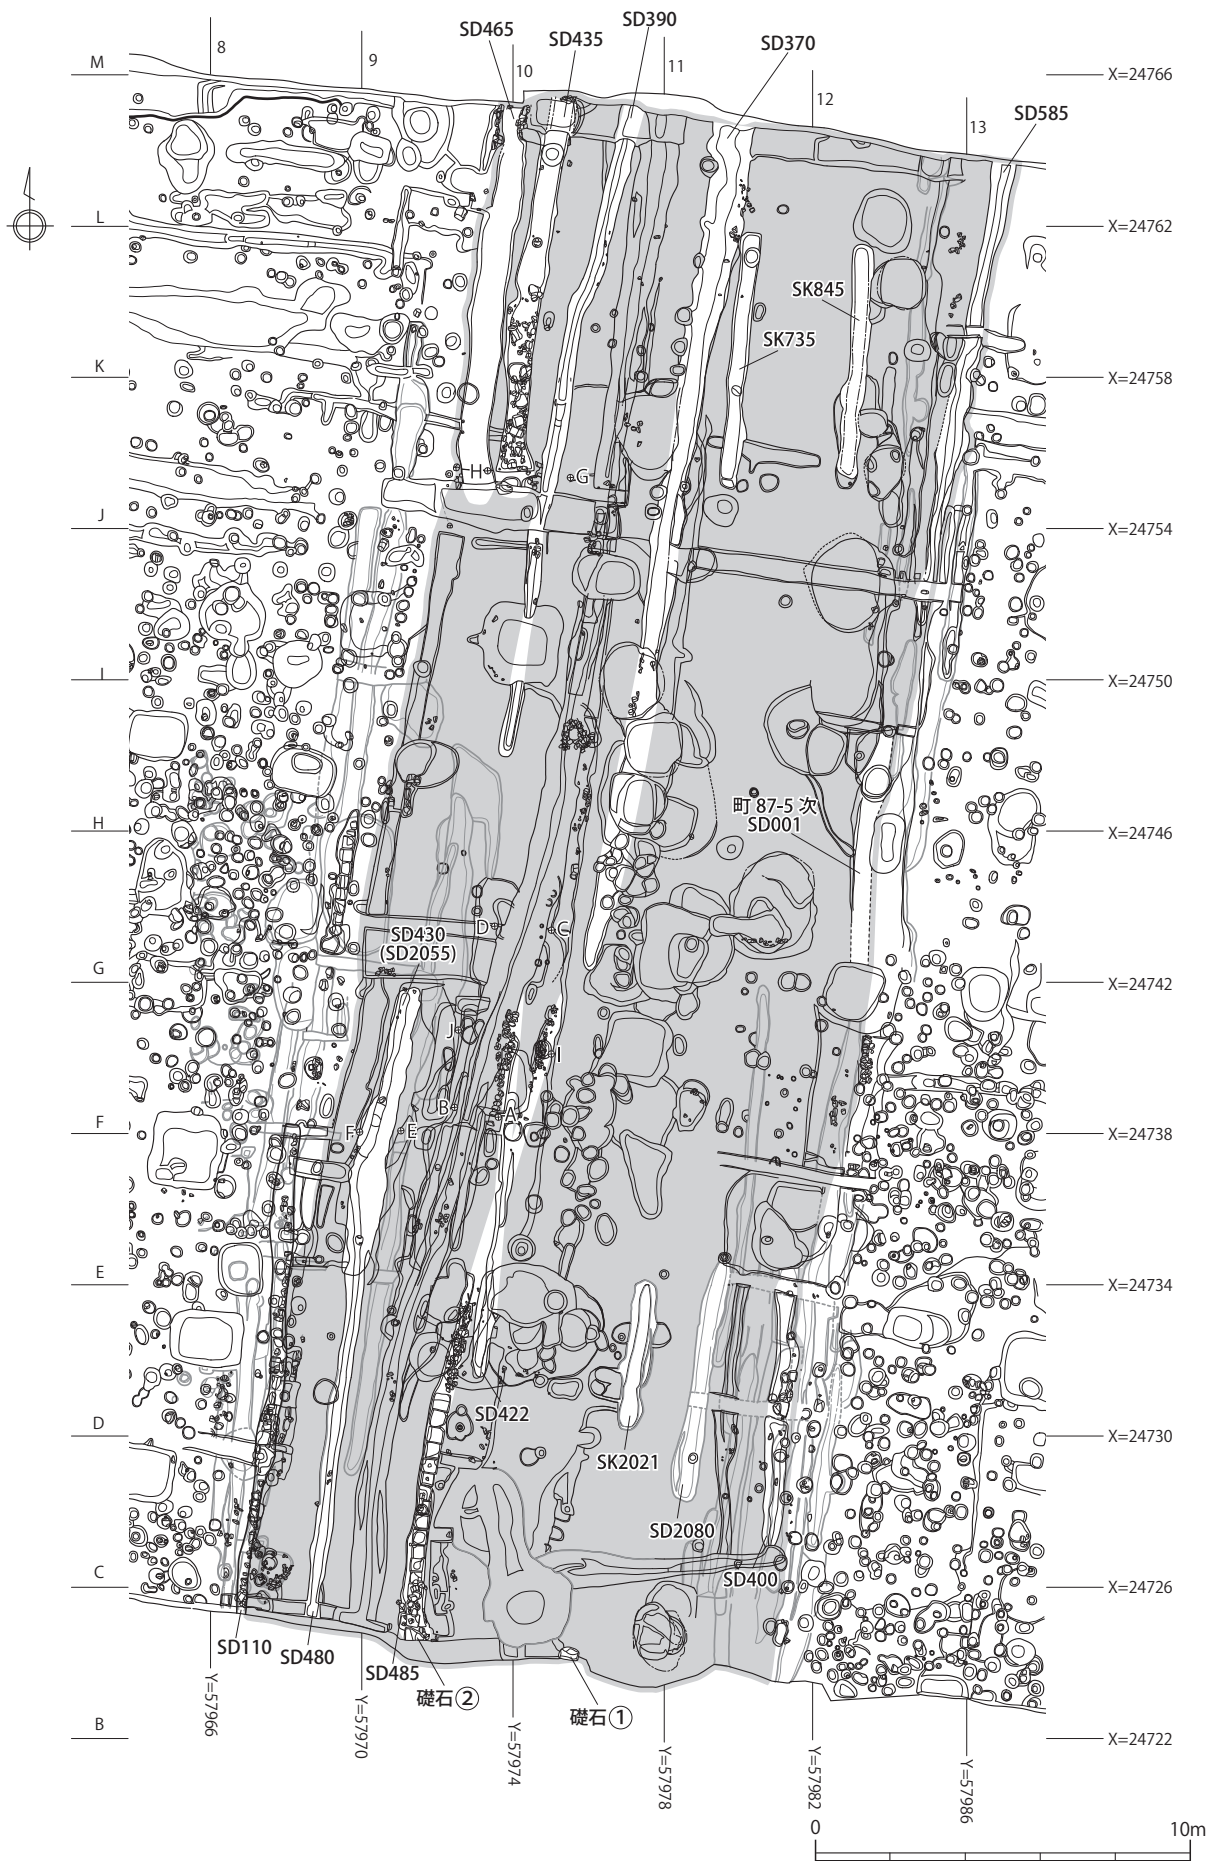 SD465
SD435
SD390
SD370
SD585
8
9
10
11
12
13
M
L
K
J
I
H
G
F
E
D
C
B
X=24766
X=24762
X=24758
X=24754
X=24750
X=24746
X=24742
X=24738
X=24734
X=24730
X=24726
X=24722
SK845
SK735
H
G
町 87-5 次
SD001
D
C
SD430
(SD2055)
J
I
B
A
F
E
SD422
SK2021
SD2080
SD400
SD110
SD480
SD485
礎石②
礎石①
Y=57966
Y=57970
Y=57974
Y=57978
Y=57982
Y=57986
0
10m